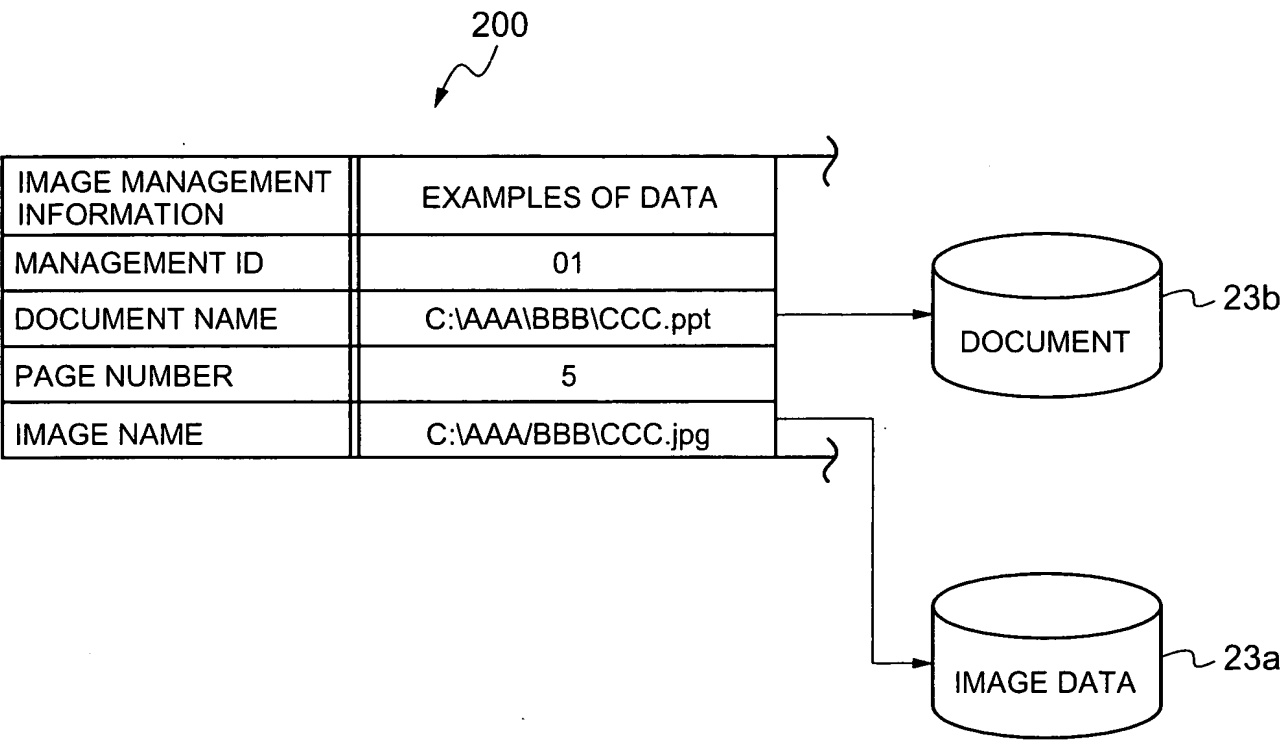 200
IMAGE MANAGEMENT
INFORMATION
EXAMPLES OF DATA
MANAGEMENT ID
01
DOCUMENT NAME
C:\AAA\BBB\CCC.ppt
PAGE NUMBER
5
IMAGE NAME
C:\AAA/BBB\CCC.jpg
DOCUMENT
23b
IMAGE DATA
23a